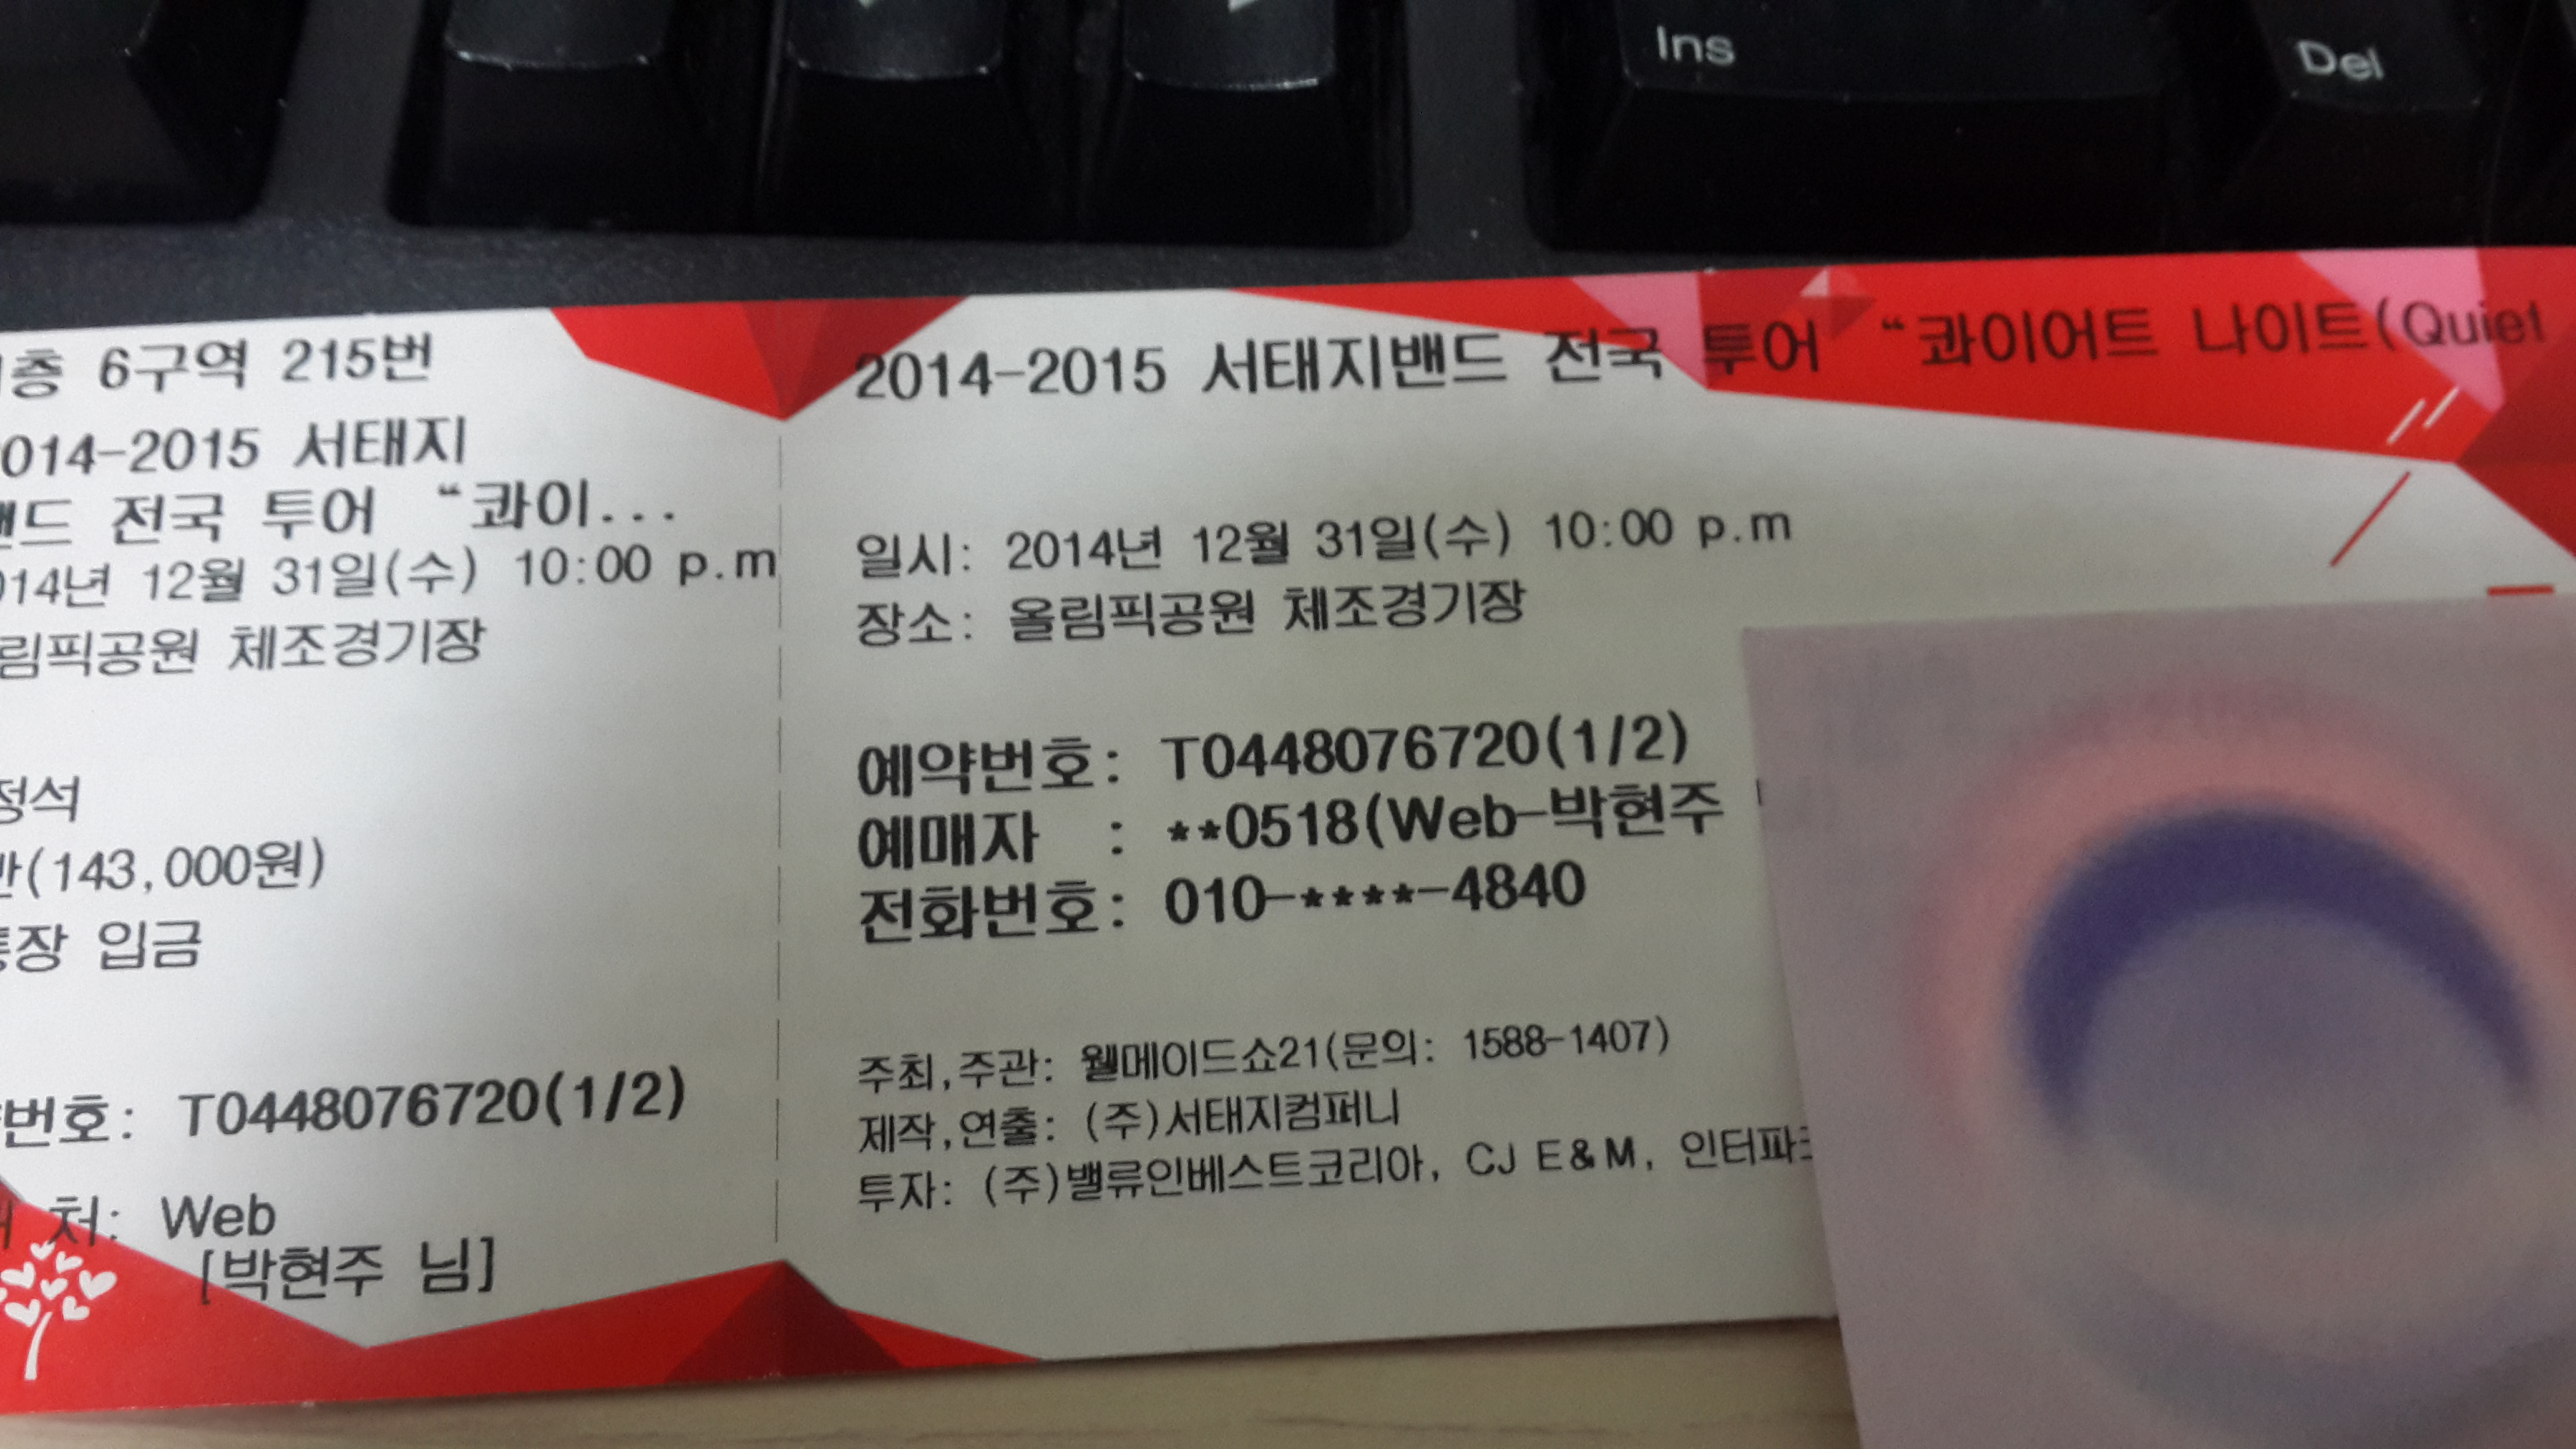 Ins
Del
층 6구역 215번
014-2015 서태지
밴드 전국 투어 “콰이...
014년 12월 31일(수) 10:00 p.m
림픽공원 체조경기장
정석
(143,000원)
통장 입금
번호: T0448076720(1/2)
처: Web
[박현주 님]
2014-2015 서태지밴드 전국 투어 “콰이어트 나이트(Quiet
일시: 2014년 12월 31일(수) 10:00 p.m
장소: 올림픽공원 체조경기장
예약번호: T0448076720(1/2)
예매자 : **0518(Web-박현주
전화번호: 010-****-4840
주최,주관: 웰메이드쇼21(문의: 1588-1407)
제작,연출: (주)서태지컴퍼니
투자: (주)밸류인베스트코리아, CJ E&M, 인터파